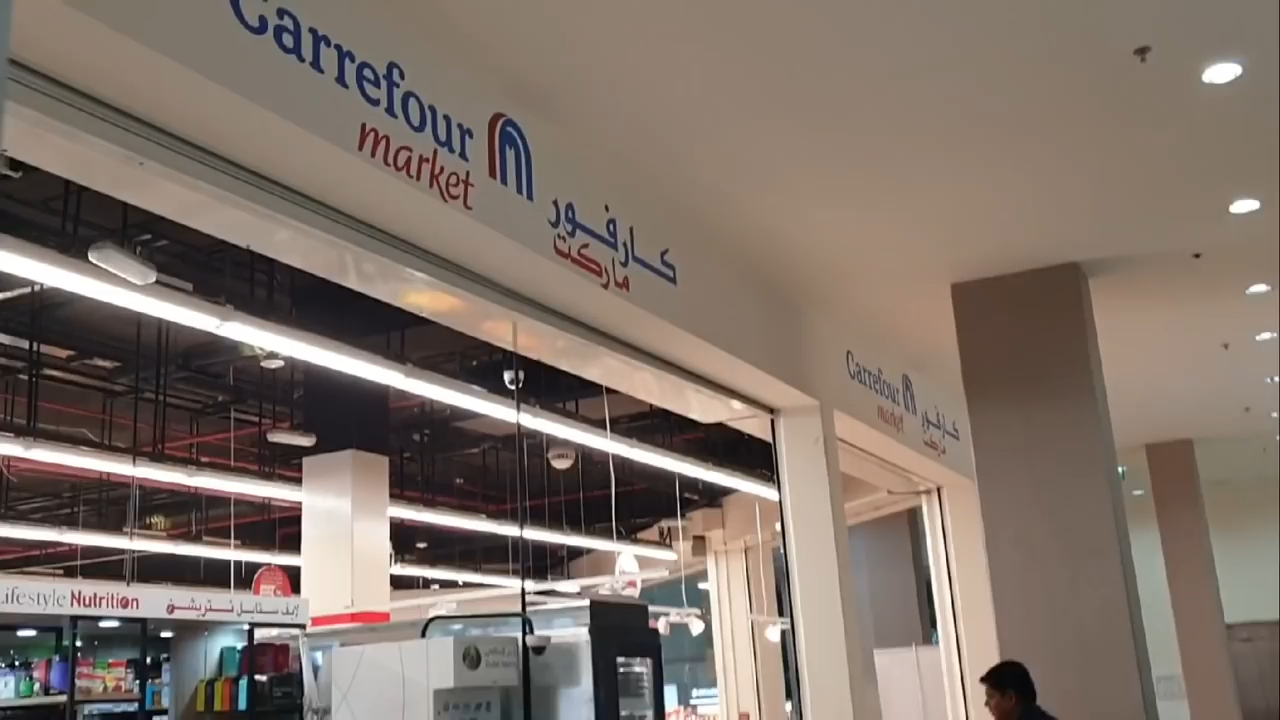 Carrefour
market
كارفور
ماركت
Carrefour
market
كارفور
ماركت
Lifestyle Nutrition
لايف ستايل نتريشن